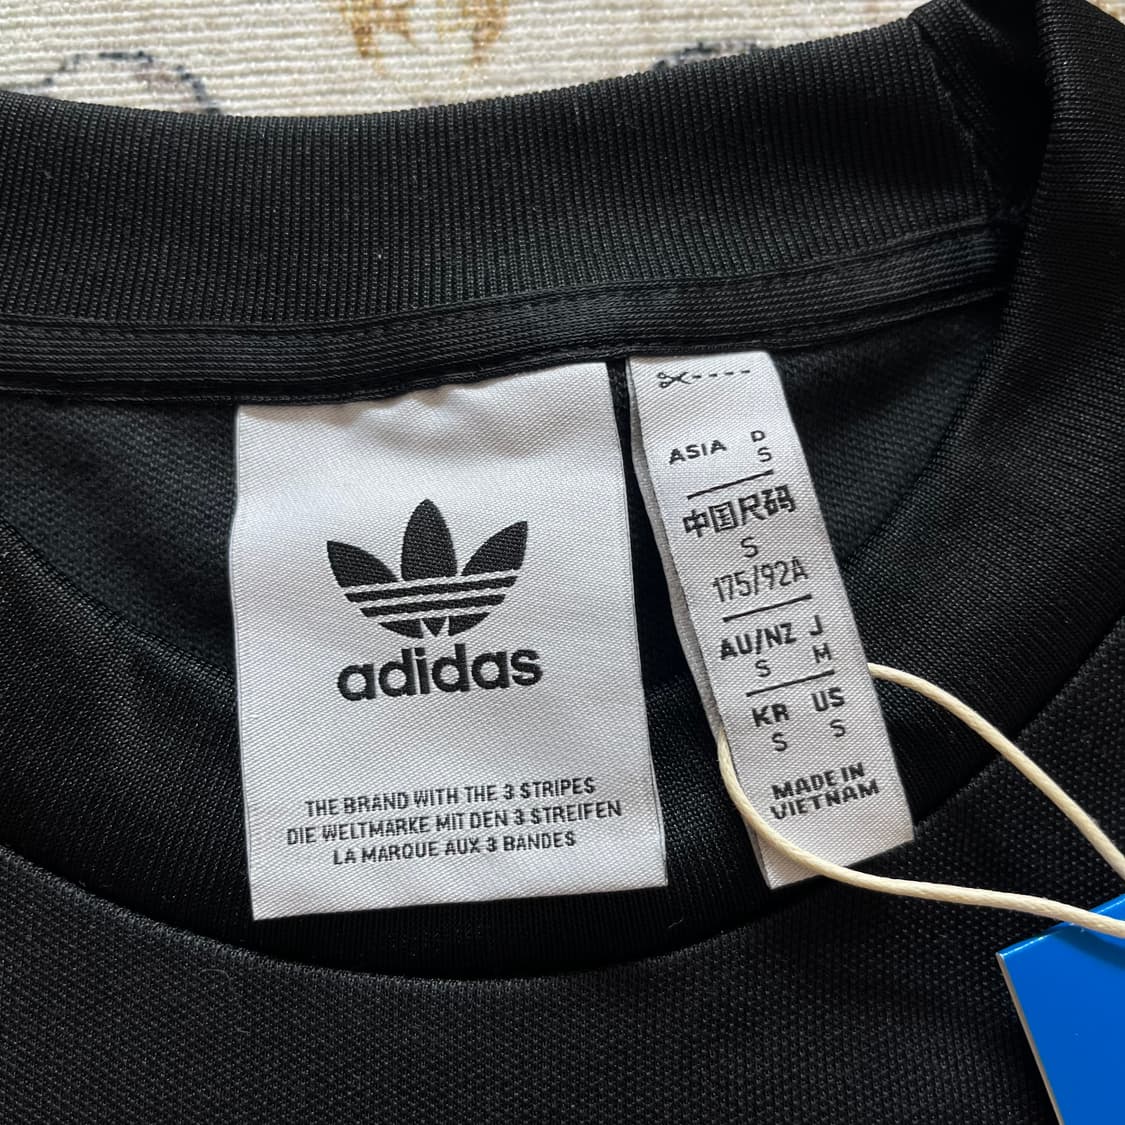 adidas
THE BRAND WITH THE 3 STRIPES
DIE WELTMARKE MIT DEN 3 STREIFEN
LA MARQUE AUX 3 BANDES
ASIA D
S
中国尺码
S
175/92A
AU/NZ J
S M
KR US
S S
MADE IN
VIETNAM